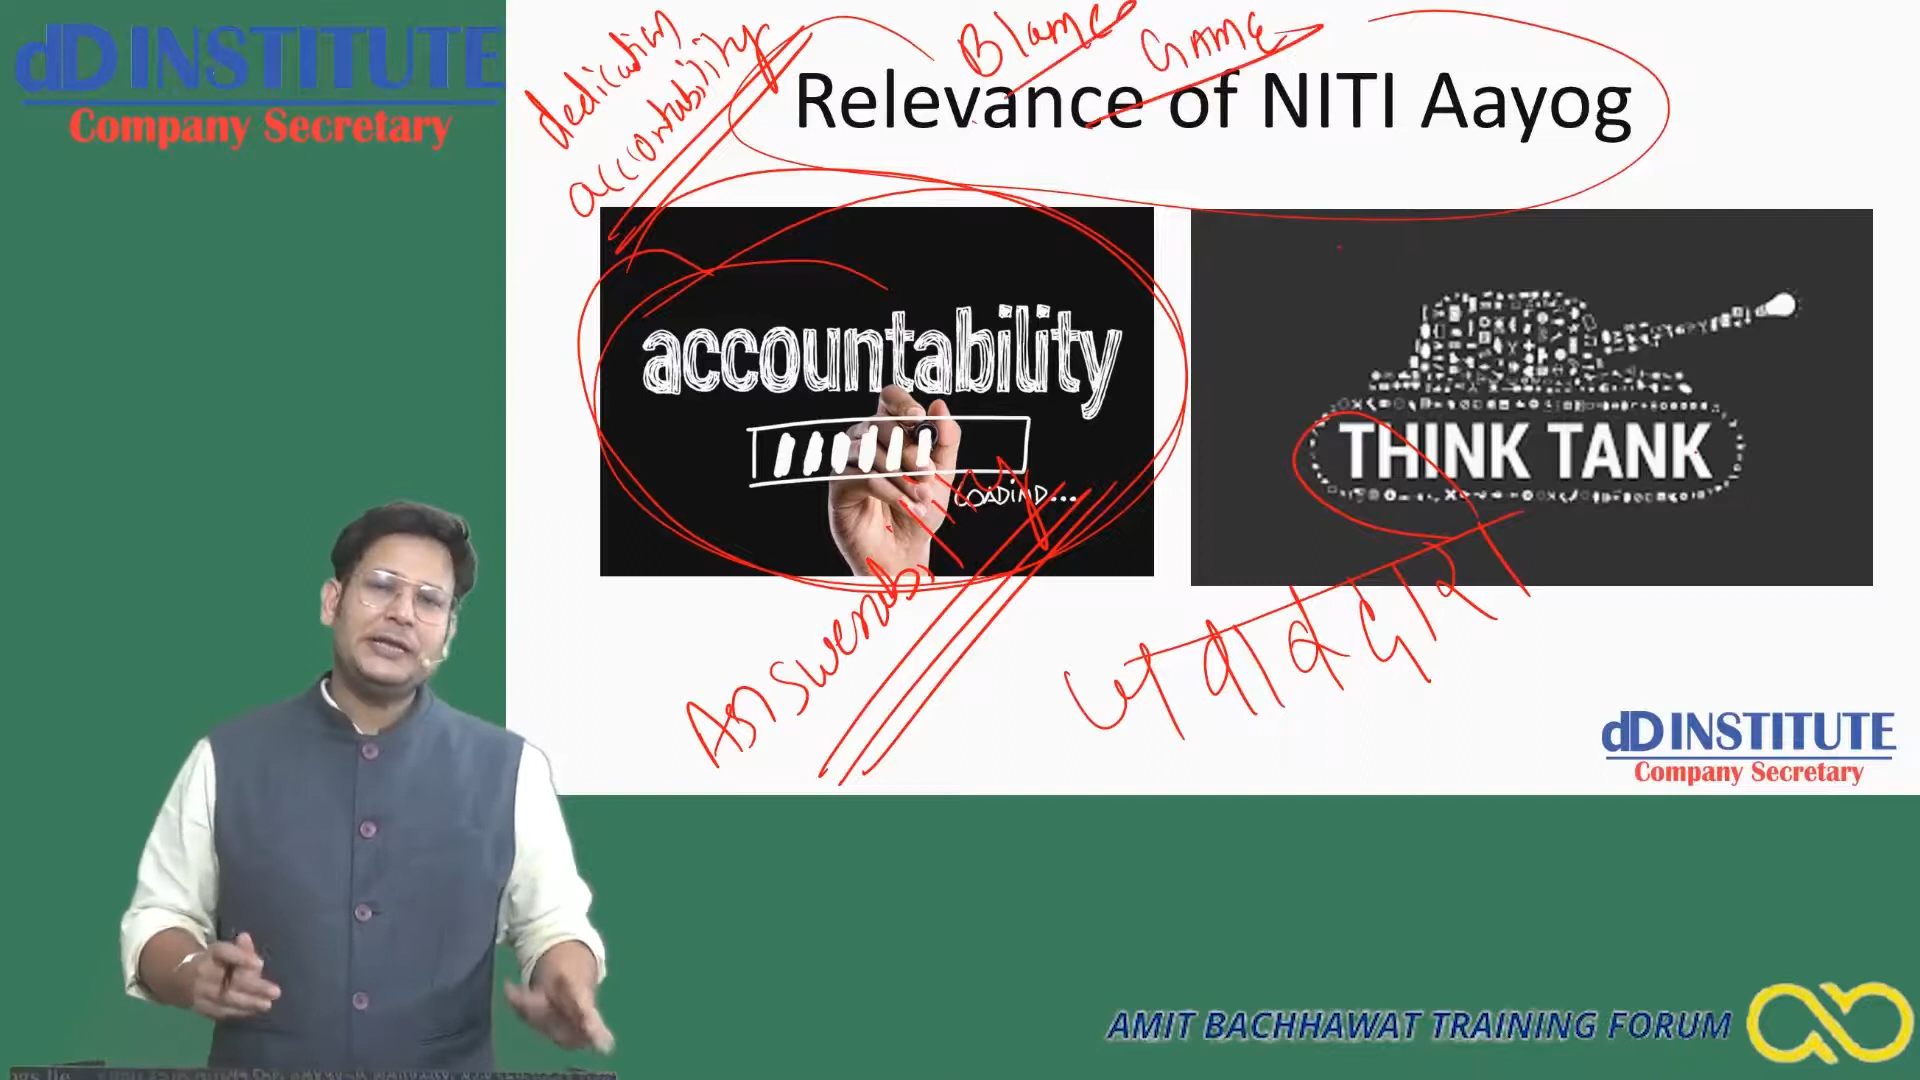 dD INSTITUTE
Company Secretary
dedication
accountability
Blame GAME
Relevance of NITI Aayog
accountability
LOADING...
THINK TANK
Answerability
जवाबदारी
dD INSTITUTE
Company Secretary
AMIT BACHHAWAT TRAINING FORUM